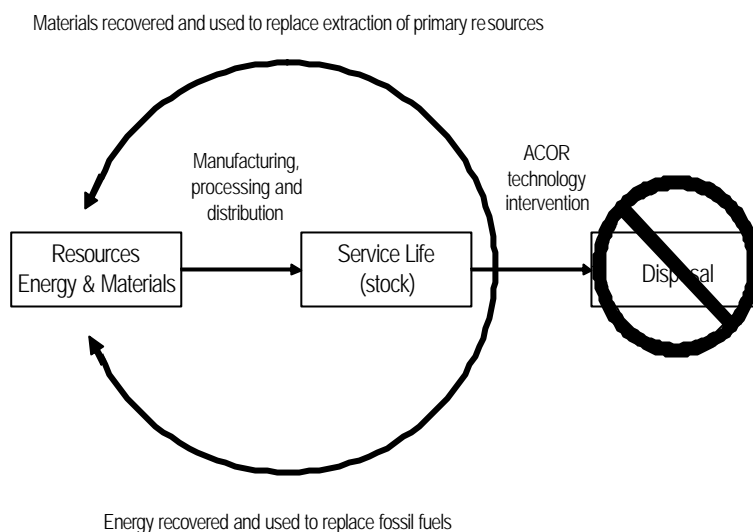 Materials recovered and used to replace extraction of primary resources
Manufacturing,
processing and
distribution
ACOR
technology
intervention
Resources
Energy & Materials
Service Life
(stock)
Disposal
Energy recovered and used to replace fossil fuels